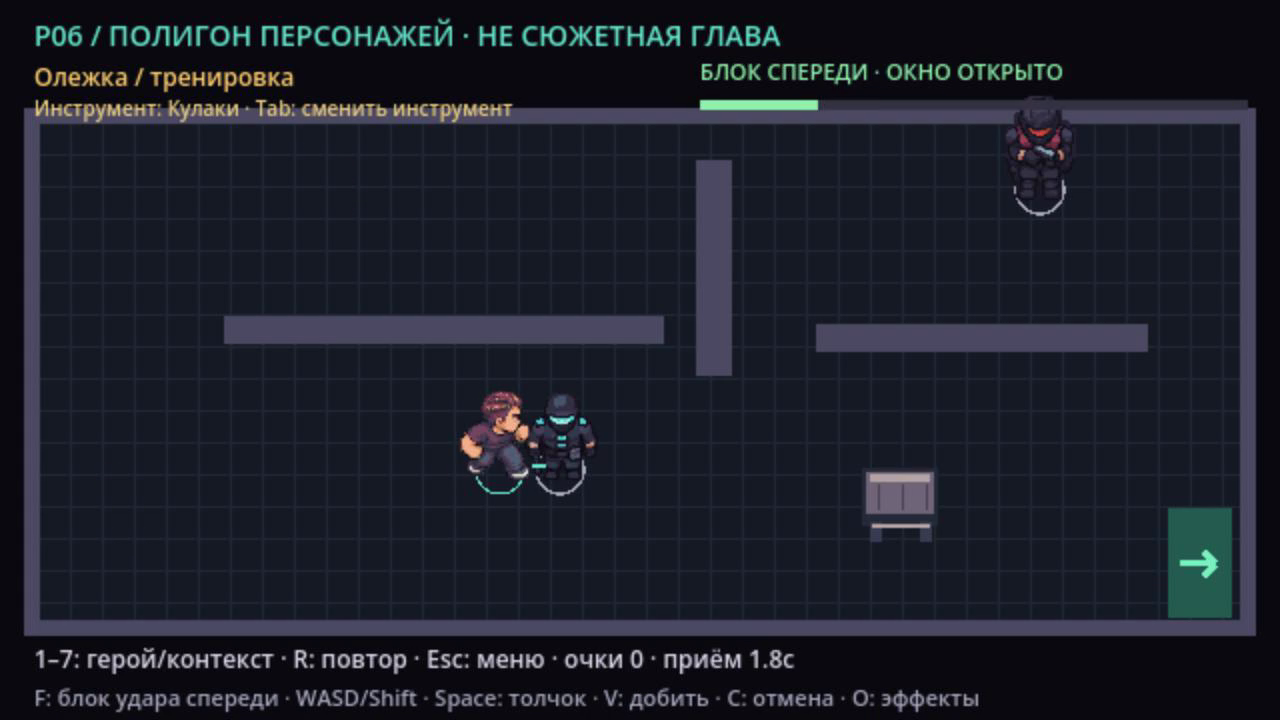 P06 / ПОЛИГОН ПЕРСОНАЖЕЙ · НЕ СЮЖЕТНАЯ ГЛАВА
Олежка / тренировка
БЛОК СПЕРЕДИ · ОКНО ОТКРЫТО
Инструмент: Кулаки · Tab: сменить инструмент
→
1–7: герой/контекст · R: повтор · Esc: меню · очки 0 · приём 1.8с
F: блок удара спереди · WASD/Shift · Space: толчок · V: добить · C: отмена · O: эффекты